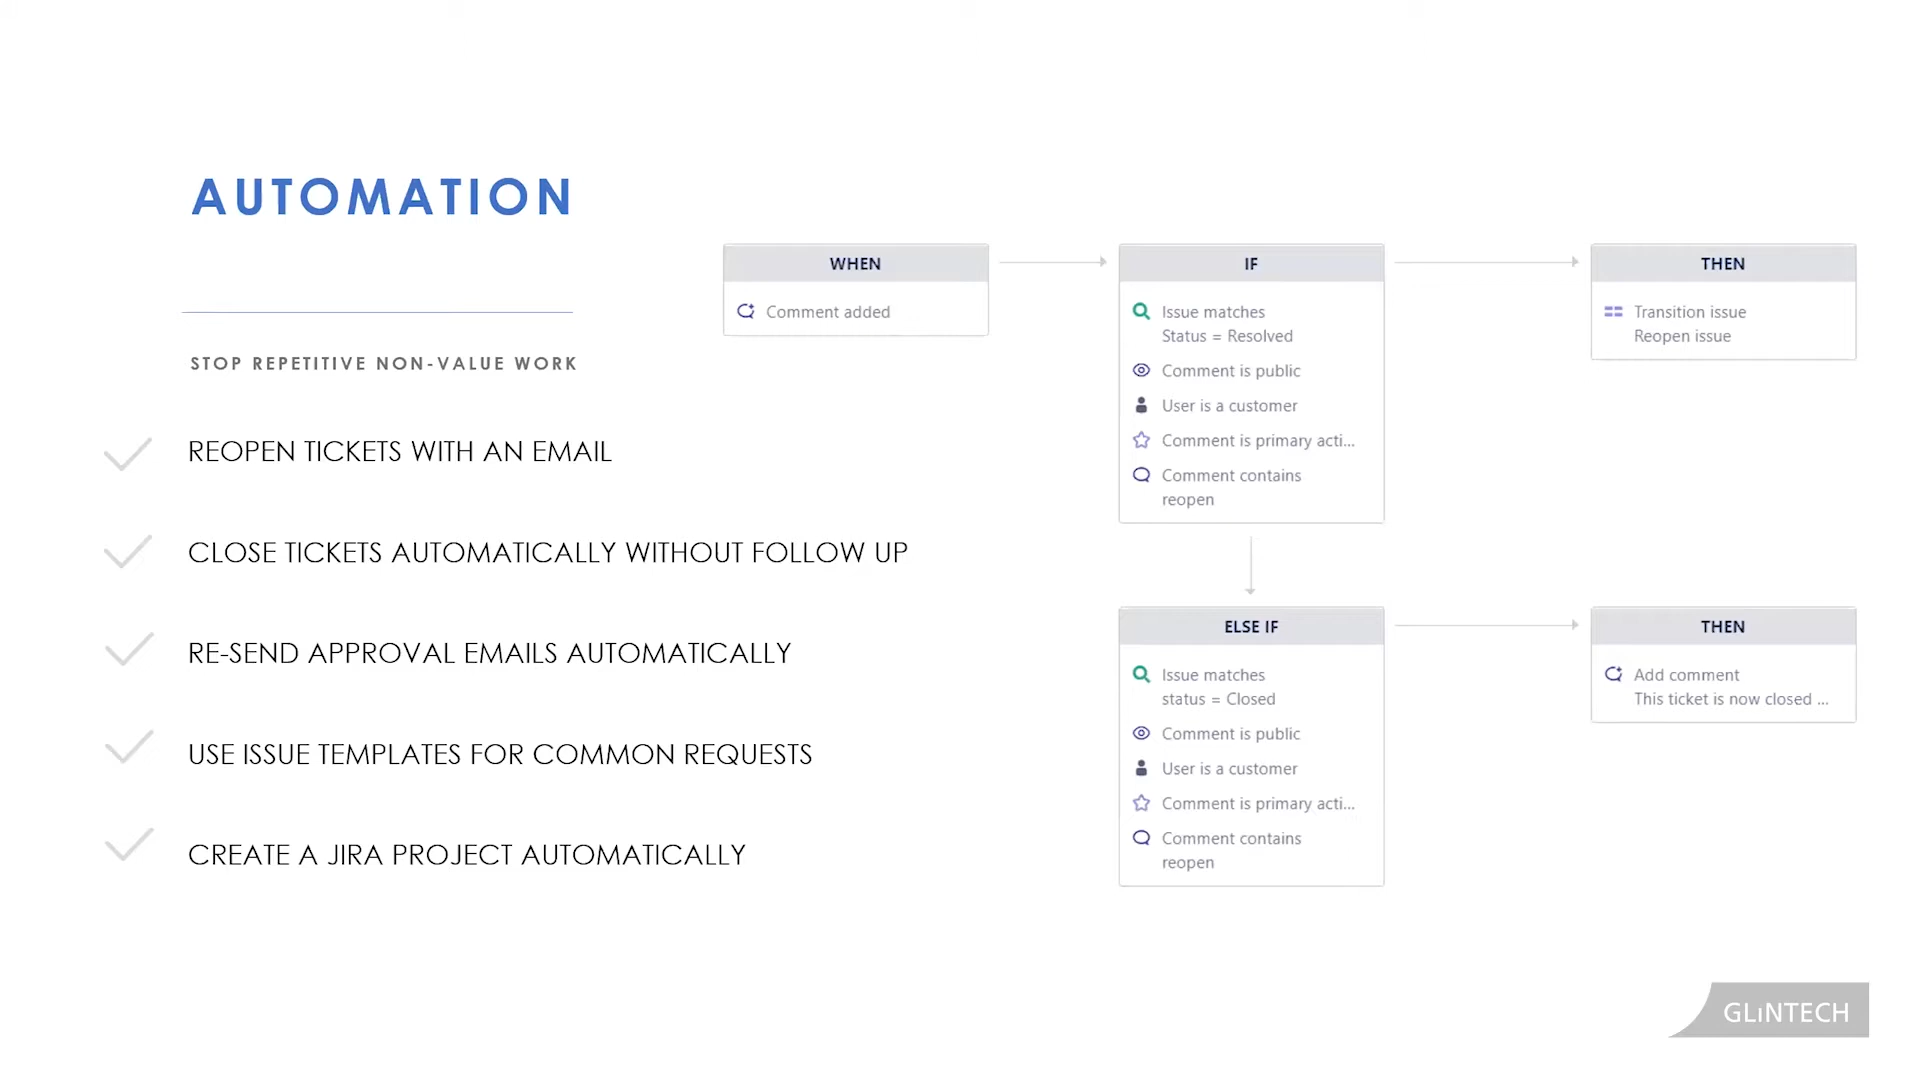 AUTOMATION
STOP REPETITIVE NON-VALUE WORK
REOPEN TICKETS WITH AN EMAIL
CLOSE TICKETS AUTOMATICALLY WITHOUT FOLLOW UP
RE-SEND APPROVAL EMAILS AUTOMATICALLY
USE ISSUE TEMPLATES FOR COMMON REQUESTS
CREATE A JIRA PROJECT AUTOMATICALLY
WHEN
Comment added
IF
Issue matches
Status = Resolved
Comment is public
User is a customer
Comment is primary acti...
Comment contains
reopen
THEN
Transition issue
Reopen issue
ELSE IF
Issue matches
status = Closed
Comment is public
User is a customer
Comment is primary acti...
Comment contains
reopen
THEN
Add comment
This ticket is now closed ...
GLiNTECH